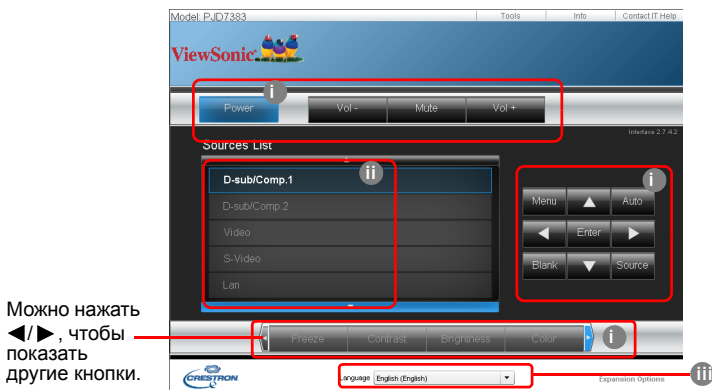 Model: PJD7383
Tools Info Contact IT Help
ViewSonic
i
Power Vol - Mute Vol +
Interface 2.7.4.2
Sources List
ii
i
D-sub/Comp.1
D-sub/Comp.2
Video
S-Video
Lan
Menu ▲ Auto
◀ Enter ▶
Blank ▼ Source
Можно нажать
◀/▶, чтобы
показать
другие кнопки.
Freeze Contrast Brightness Color
i
CRESTRON
Language English (English)
Expansion Options
iii